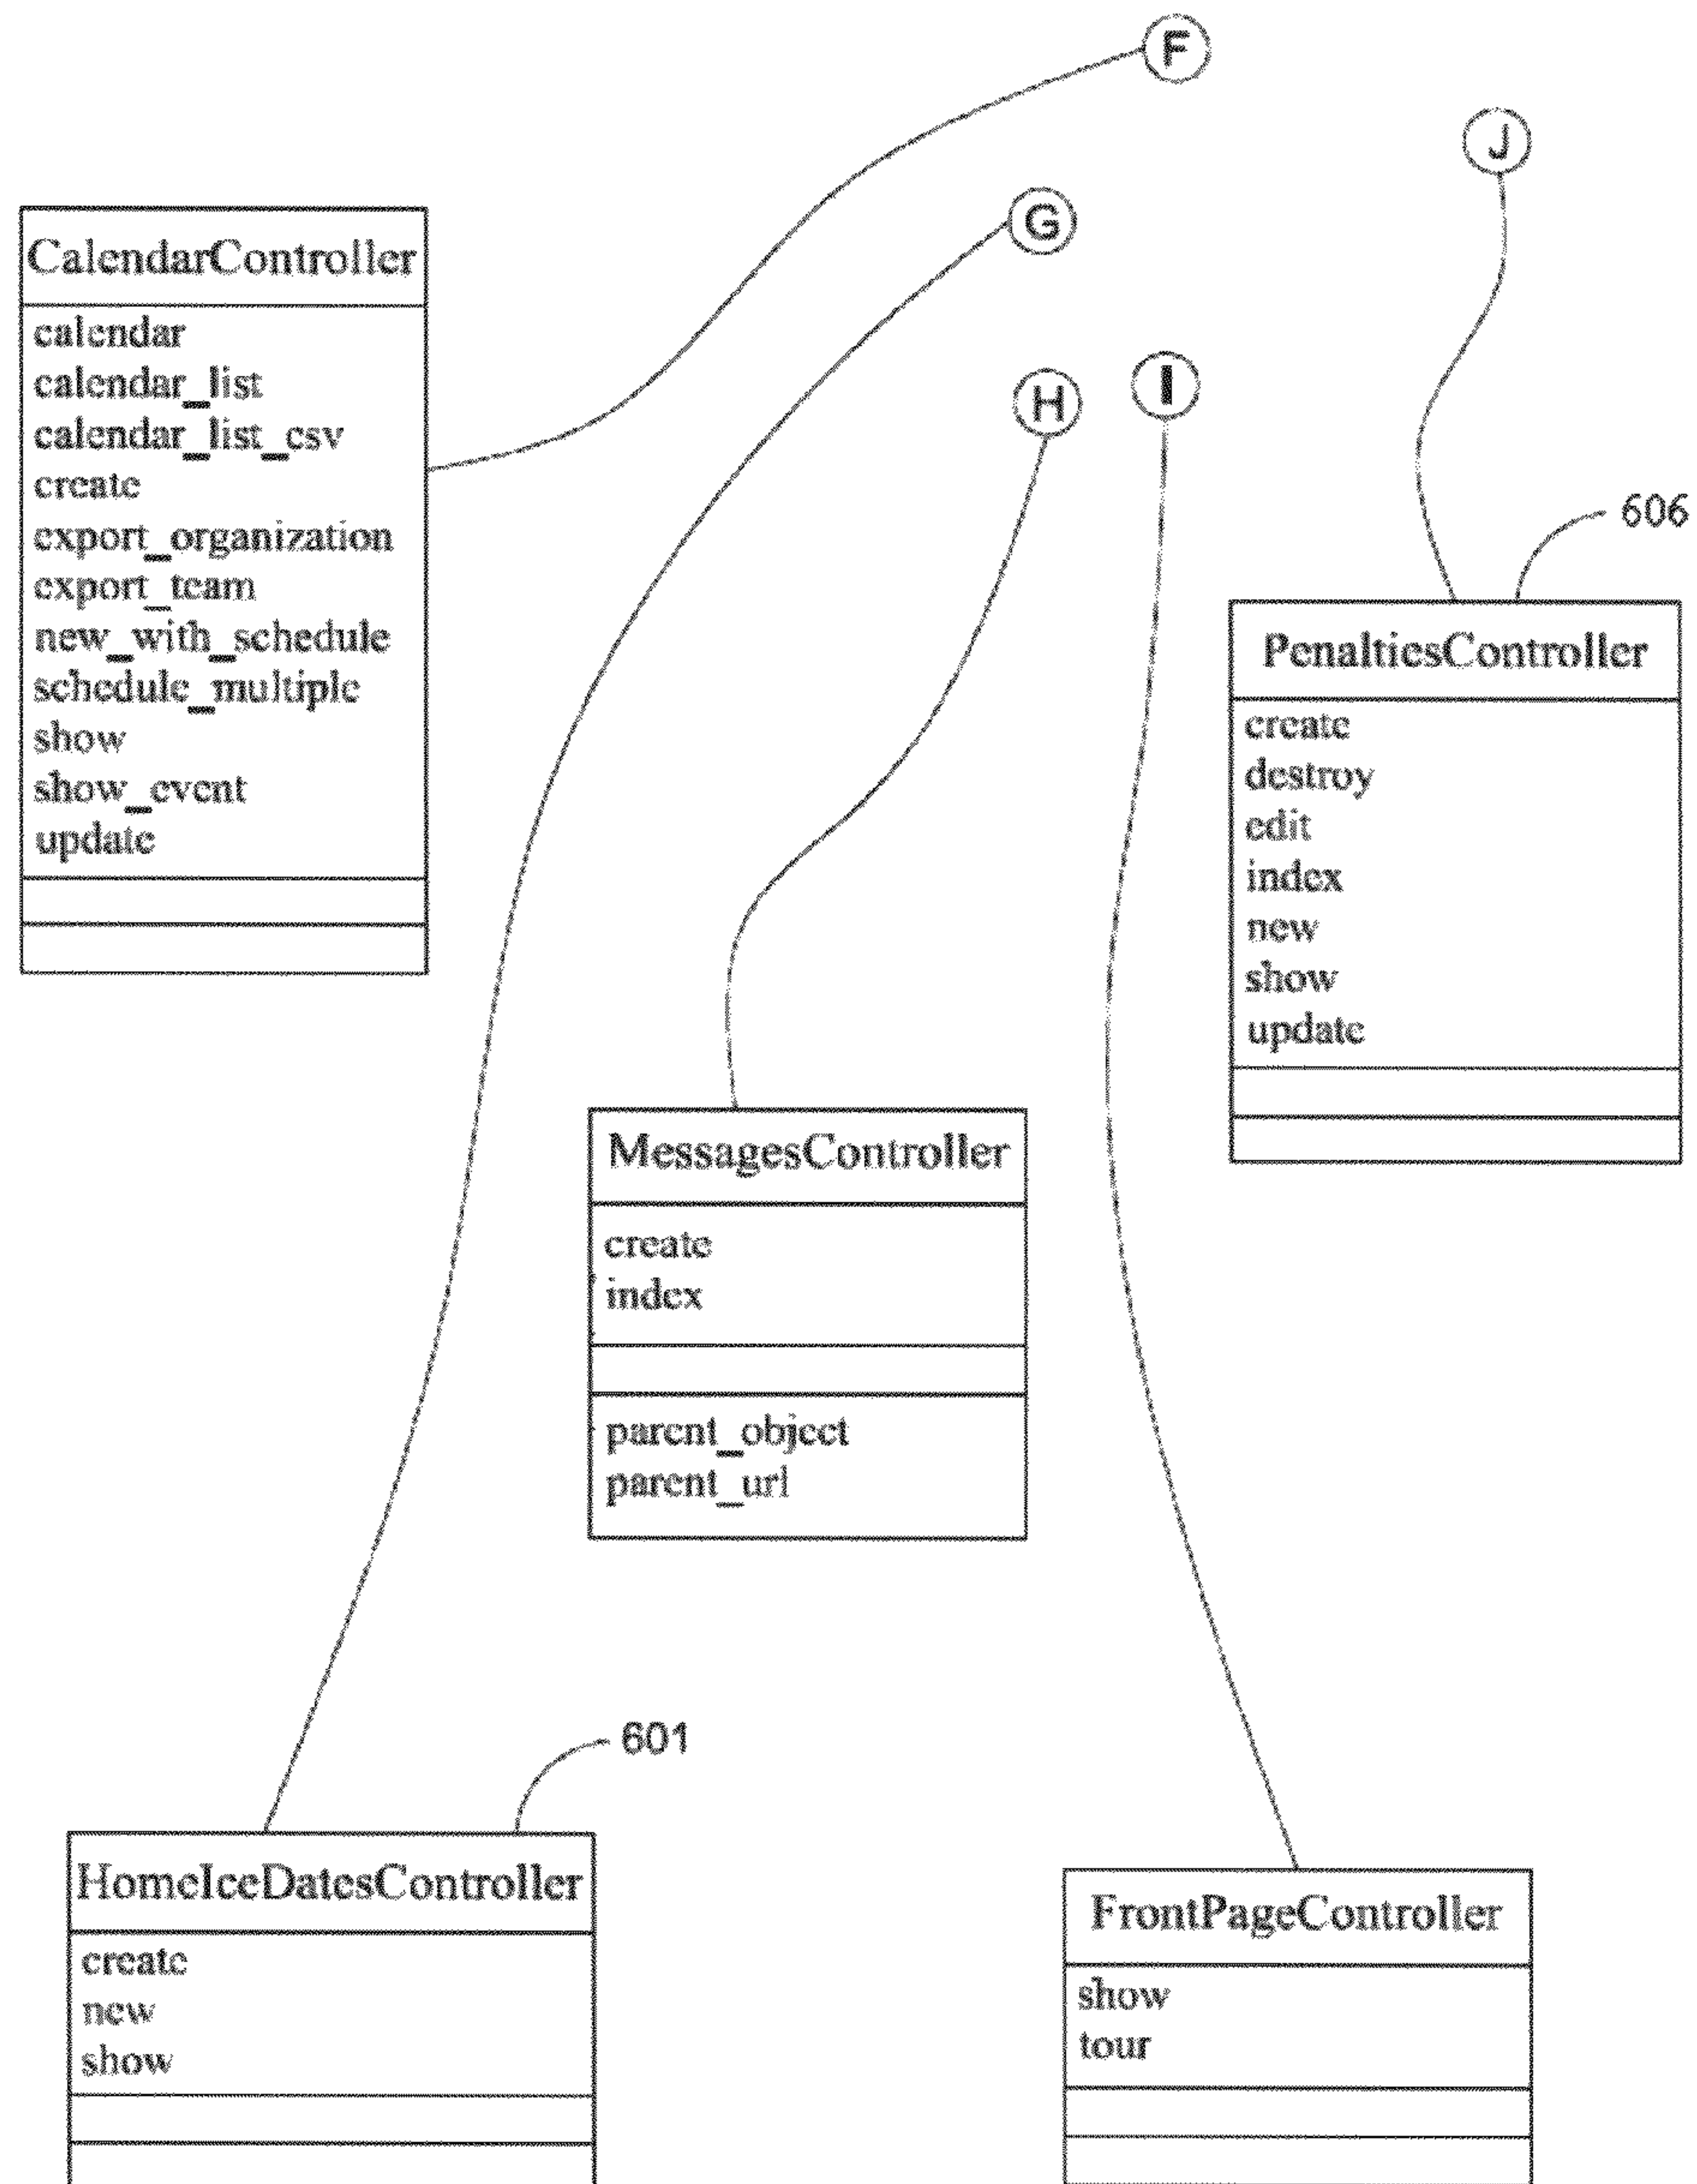 F
J
G
CalendarController
calendar
calendar_list
calendar_list_csv
create
export_organization
export_team
new_with_schedule
schedule_multiple
show
show_event
update
H
I
606
PenaltiesController
create
destroy
edit
index
new
show
update
MessagesController
create
index
parent_object
parent_url
601
HomeIceDatesController
create
new
show
FrontPageController
show
tour